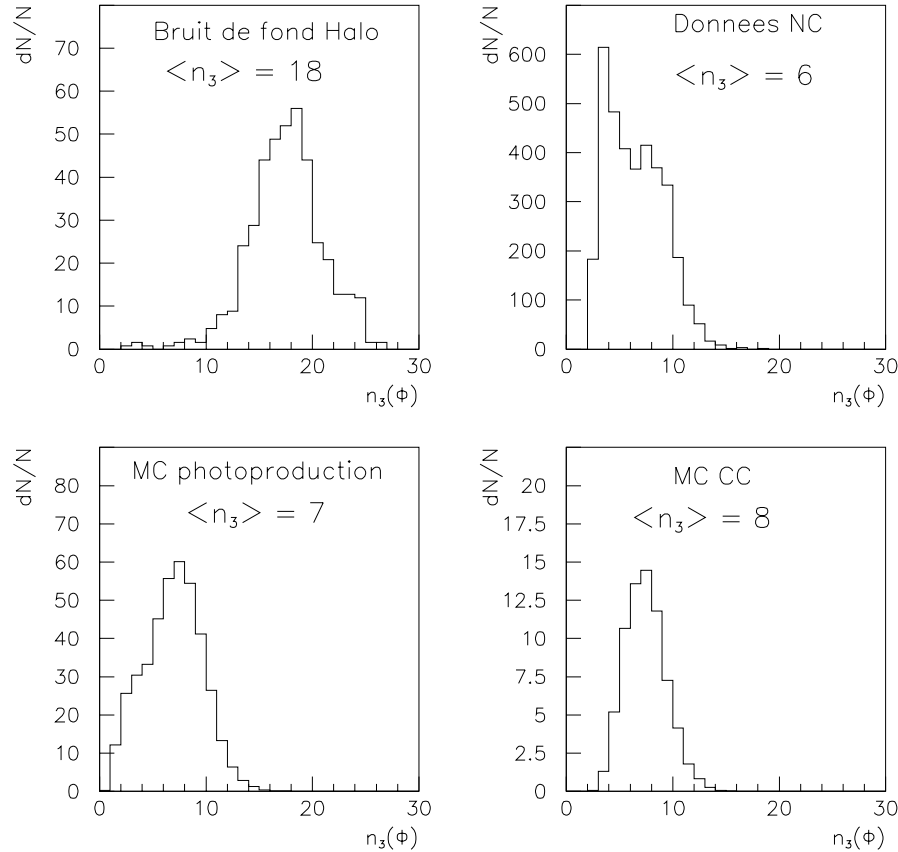 dN/N
70
60
50
40
30
20
10
0
Bruit de fond Halo
<n₃> = 18
0 10 20 30
n₃(Φ)
dN/N
600
500
400
300
200
100
0
Donnees NC
<n₃> = 6
0 10 20 30
n₃(Φ)
dN/N
80
70
60
50
40
30
20
10
0
MC photoproduction
<n₃> = 7
0 10 20 30
n₃(Φ)
dN/N
20
17.5
15
12.5
10
7.5
5
2.5
0
MC CC
<n₃> = 8
0 10 20 30
n₃(Φ)